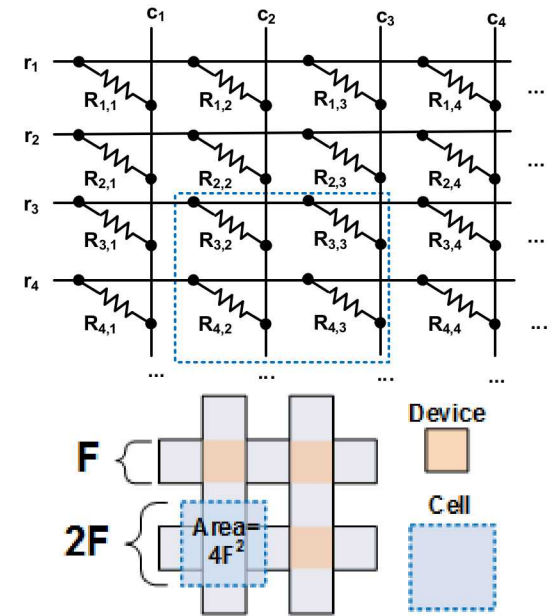 c1 c2 c3 c4
r1
R1,1 R1,2 R1,3 R1,4 ...
r2
R2,1 R2,2 R2,3 R2,4 ...
r3
R3,1 R3,2 R3,3 R3,4 ...
r4
R4,1 R4,2 R4,3 R4,4 ...
... ... ... ...
Device
F
Cell
2F
Area=
4F²